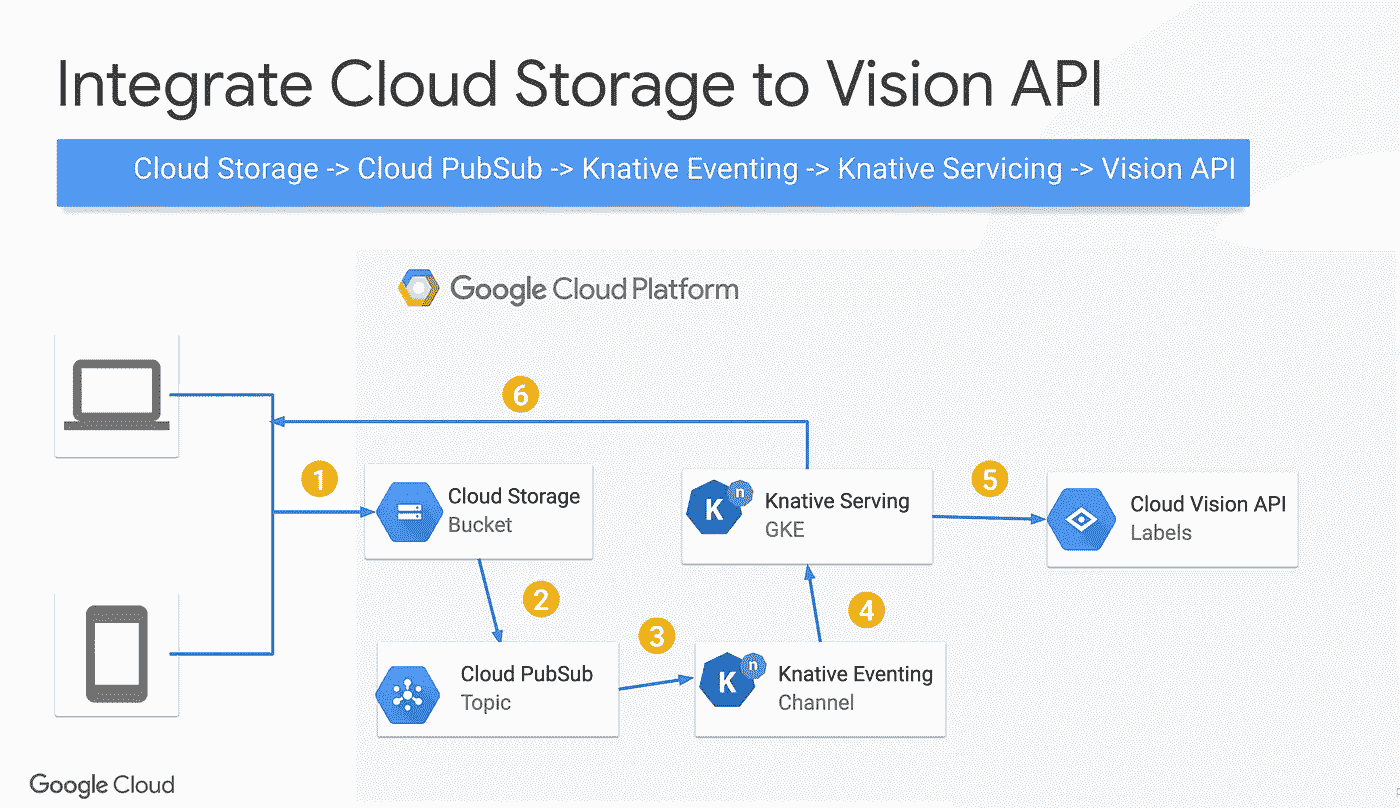 Integrate Cloud Storage to Vision API
Cloud Storage -> Cloud PubSub -> Knative Eventing -> Knative Servicing -> Vision API
Google Cloud Platform
6
1
Cloud Storage
Bucket
K n
Knative Serving
GKE
5
Cloud Vision API
Labels
2
3
4
Cloud PubSub
Topic
K n
Knative Eventing
Channel
Google Cloud